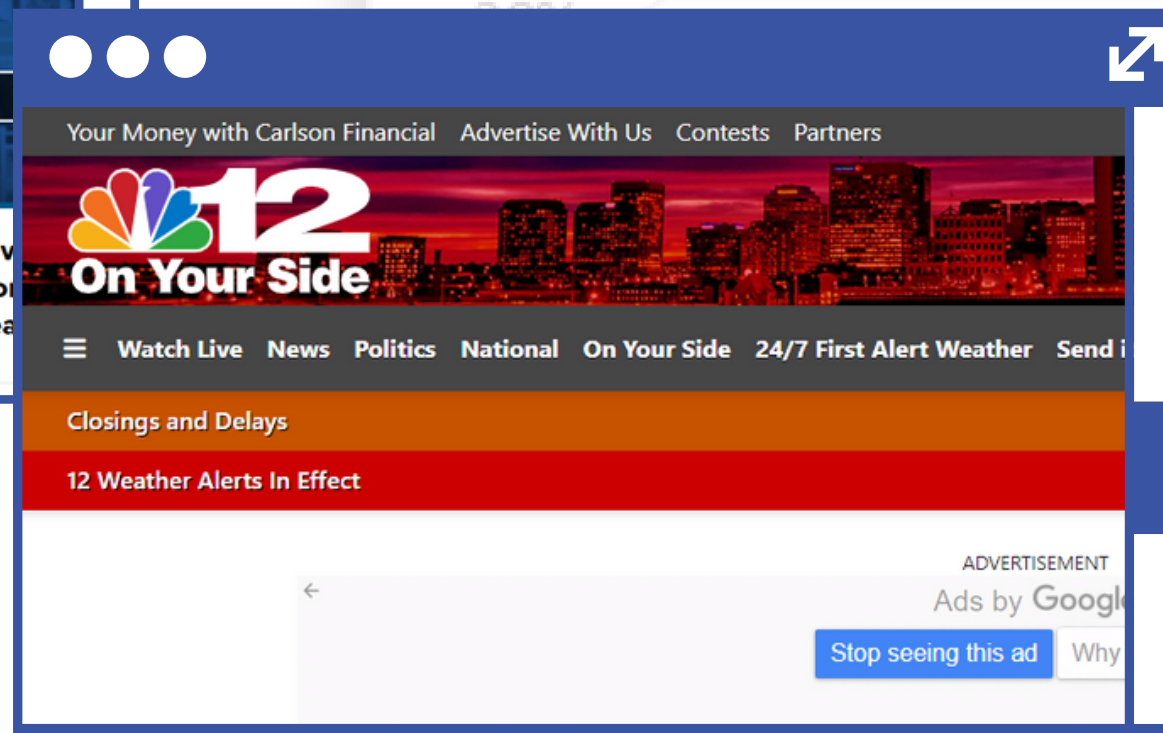 Your Money with Carlson Financial Advertise With Us Contests Partners
12
On Your Side
Watch Live News Politics National On Your Side 24/7 First Alert Weather Send
Closings and Delays
12 Weather Alerts In Effect
ADVERTISEMENT
Ads by Google
Stop seeing this ad Why